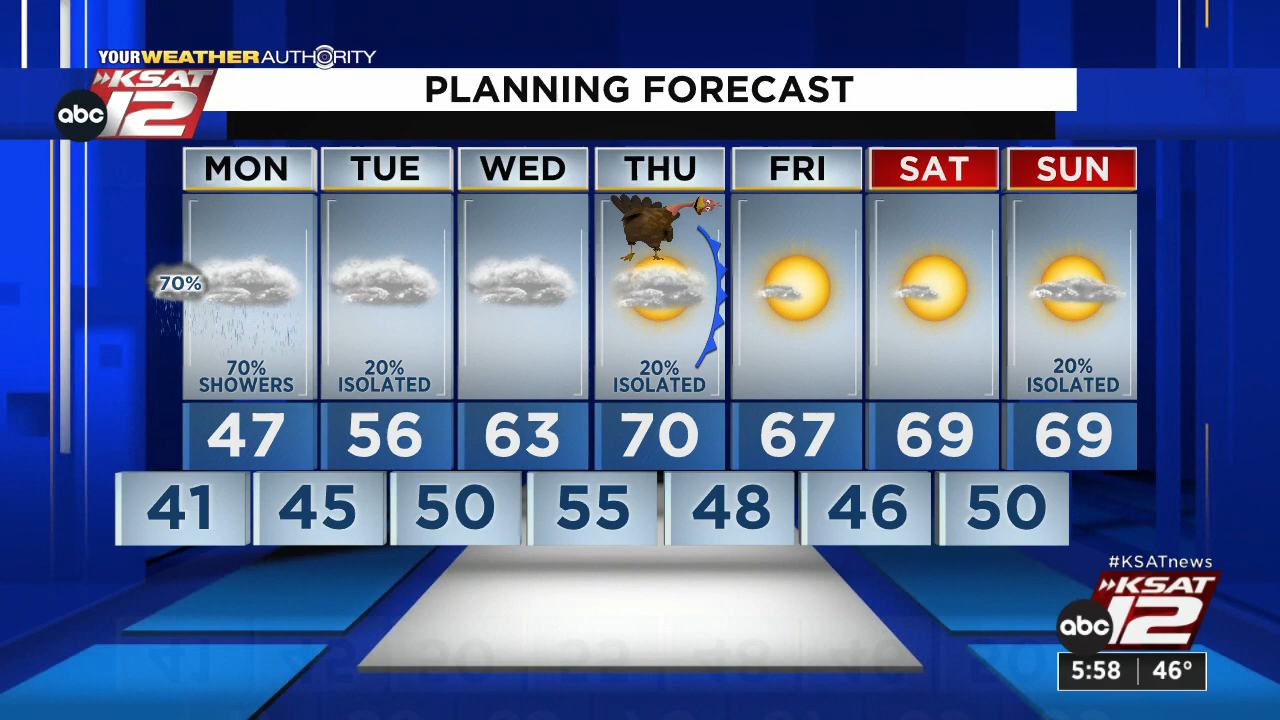 YOURWEATHERAUTHORITY
KSAT
abc 12
PLANNING FORECAST
MON TUE WED THU FRI SAT SUN
70%
70% 20% 20% 20%
SHOWERS ISOLATED ISOLATED ISOLATED
47 56 63 70 67 69 69
41 45 50 55 48 46 50
#KSATnews
KSAT
abc 12
5:58 46°